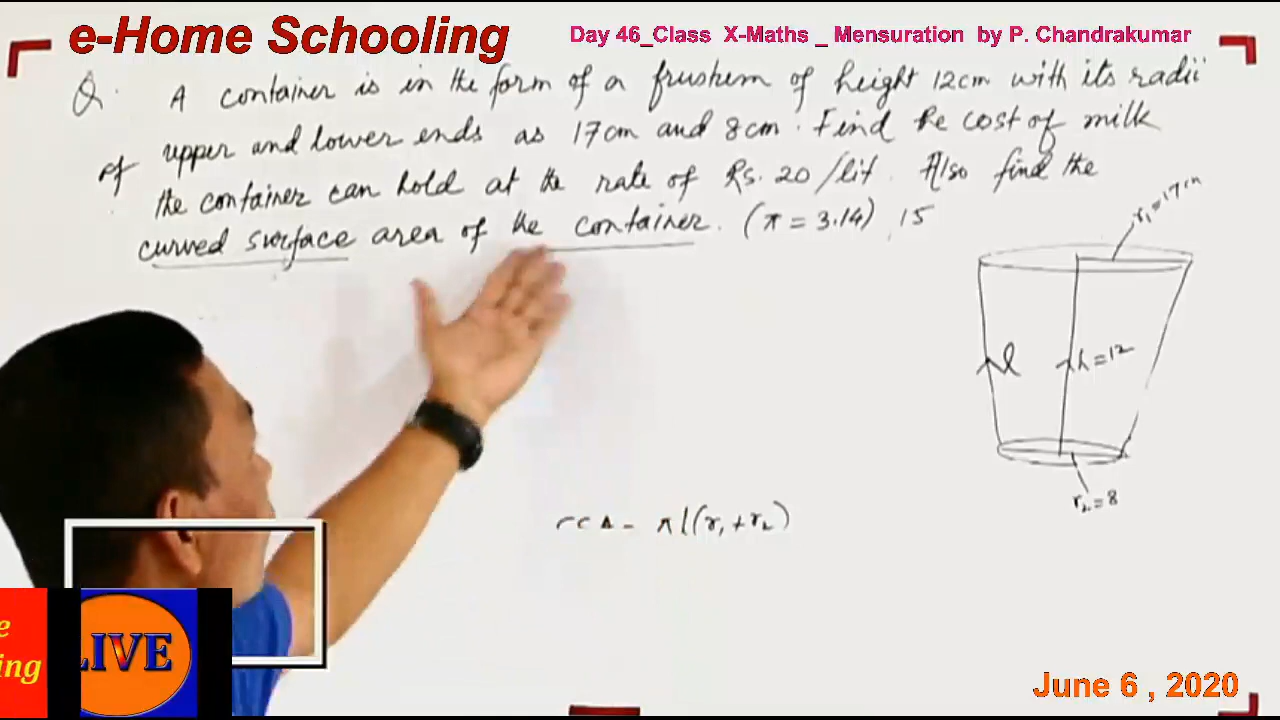 e-Home Schooling
Day 46_Class X-Maths _ Mensuration by P. Chandrakumar
Q. A container is in the form of a frustum of height 12cm with its radii
of upper and lower ends as 17cm and 8cm. Find the cost of milk
the container can hold at the rate of Rs. 20/lit. Also find the
curved surface area of the container. (π = 3.14) 15
r₁=17cm
l
h=12
r₂=8
π l(r₁+r₂)
e
ing
LIVE
June 6 , 2020